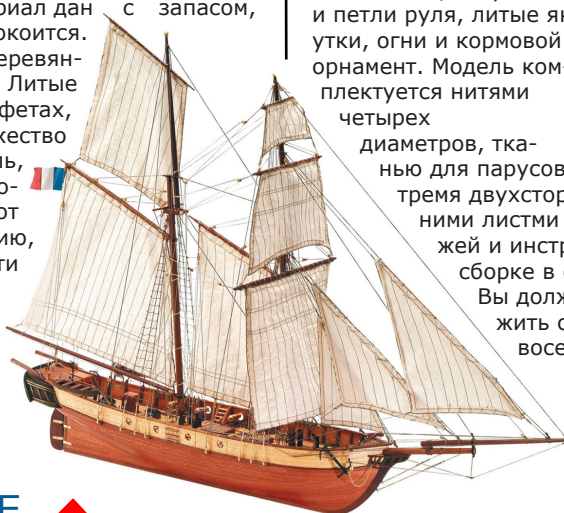 риал дан с запасом,
окоится.
еревян-
Литые
фетах,
жество
ль,
о-
от
ию,
ти
и петли руля, литые як
утки, огни и кормовой
орнамент. Модель ком-
плектуется нитями
четырех
диаметров, тка-
нью для парусов
тремя двухстор
ними листми
жей и инстр
сборке в
Вы долж
жить с
восе